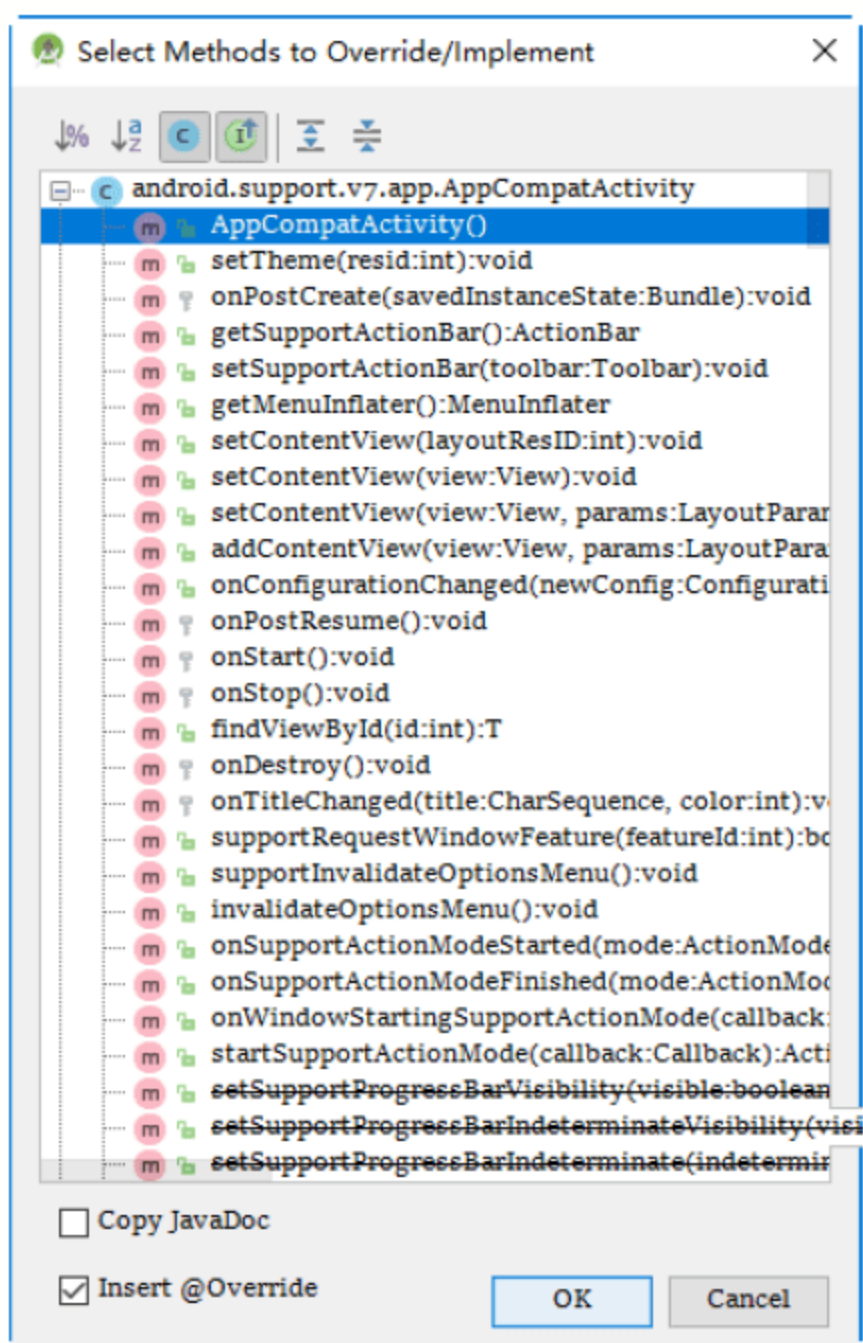 Select Methods to Override/Implement
android.support.v7.app.AppCompatActivity
AppCompatActivity()
setTheme(resid:int):void
onPostCreate(savedInstanceState:Bundle):void
getSupportActionBar():ActionBar
setSupportActionBar(toolbar:Toolbar):void
getMenuInflater():MenuInflater
setContentView(layoutResID:int):void
setContentView(view:View):void
setContentView(view:View, params:LayoutParar
addContentView(view:View, params:LayoutPara
onConfigurationChanged(newConfig:Configurati
onPostResume():void
onStart():void
onStop():void
findViewById(id:int):T
onDestroy():void
onTitleChanged(title:CharSequence, color:int):v
supportRequestWindowFeature(featureId:int):bo
supportInvalidateOptionsMenu():void
invalidateOptionsMenu():void
onSupportActionModeStarted(mode:ActionMode
onSupportActionModeFinished(mode:ActionMod
onWindowStartingSupportActionMode(callback:
startSupportActionMode(callback:Callback):Acti
setSupportProgressBarVisibility(visible:boolean
setSupportProgressBarIndeterminateVisibility(visi
setSupportProgressBarIndeterminate(indetermin
Copy JavaDoc
Insert @Override
OK Cancel